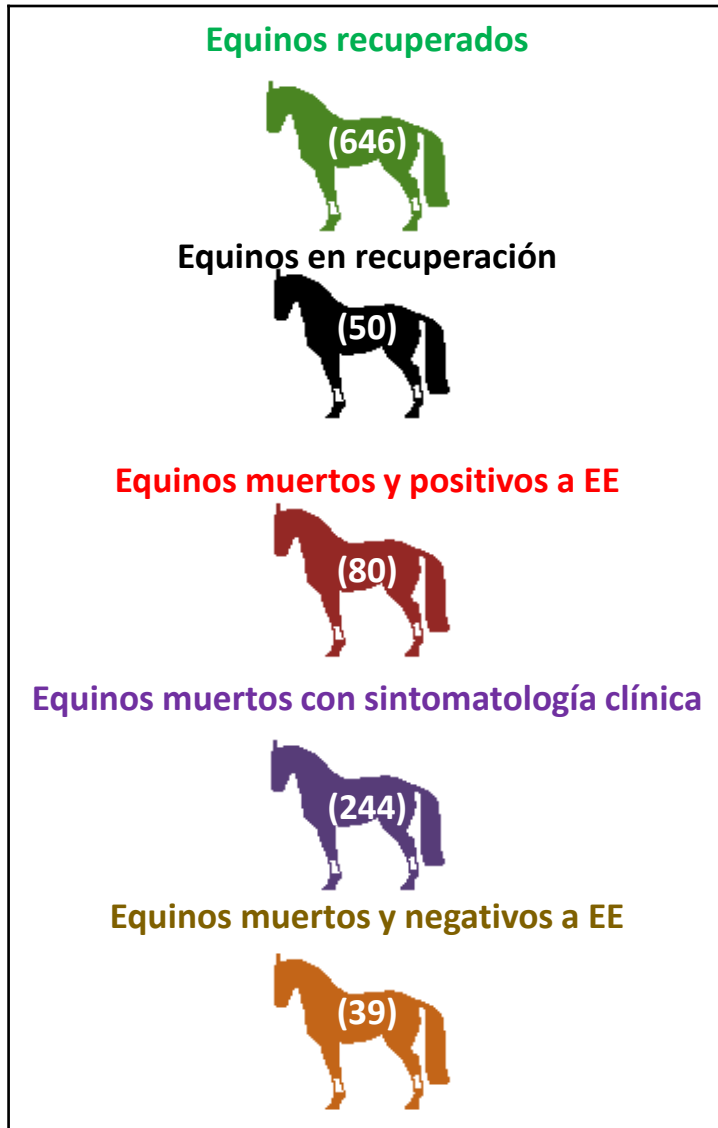 Equinos recuperados
(646)
Equinos en recuperación
(50)
Equinos muertos y positivos a EE
(80)
Equinos muertos con sintomatología clínica
(244)
Equinos muertos y negativos a EE
(39)